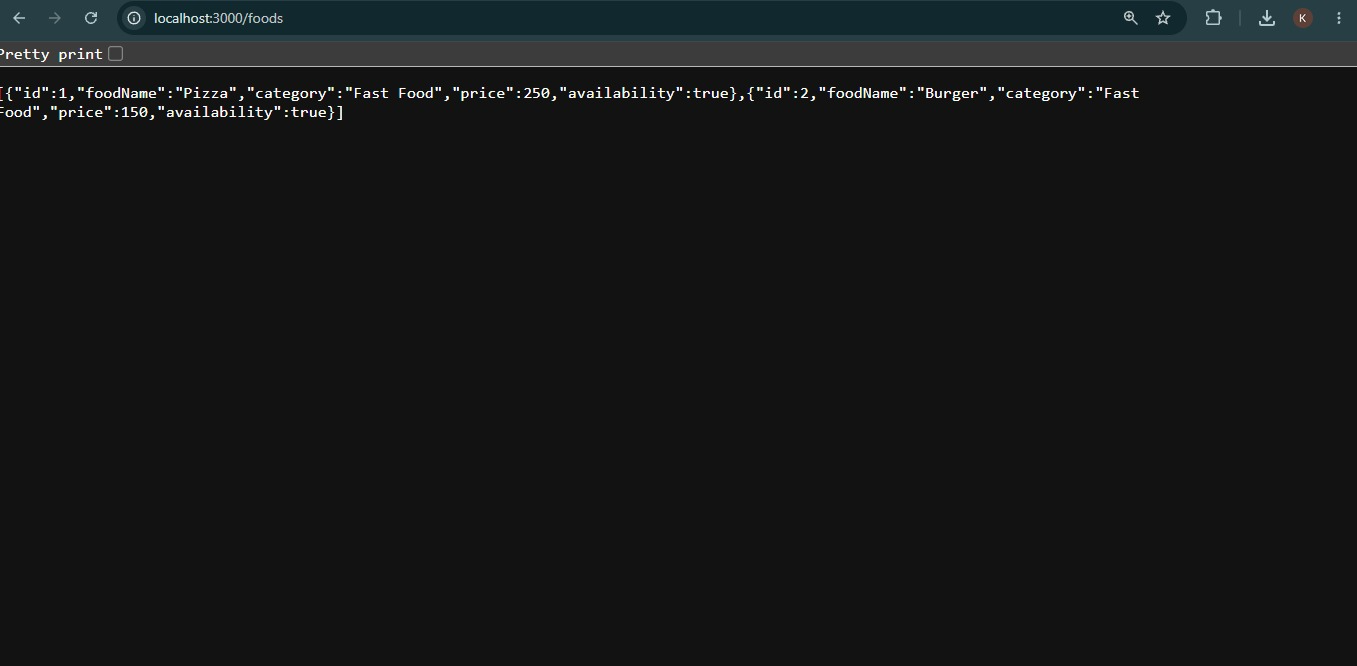 localhost:3000/foods
K
Pretty print
[{"id":1,"foodName":"Pizza","category":"Fast Food","price":250,"availability":true},{"id":2,"foodName":"Burger","category":"Fast
Food","price":150,"availability":true}]